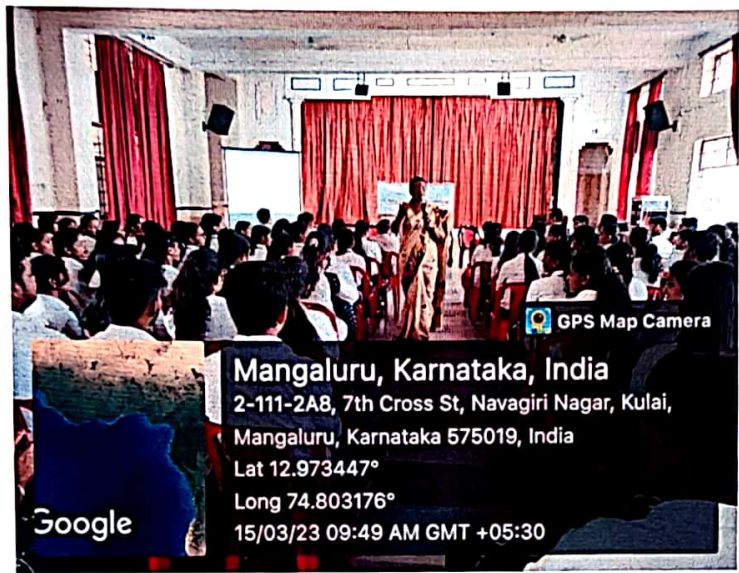 GPS Map Camera
Mangaluru, Karnataka, India
2-111-2A8, 7th Cross St, Navagiri Nagar, Kulai,
Mangaluru, Karnataka 575019, India
Lat 12.973447°
Long 74.803176°
15/03/23 09:49 AM GMT +05:30
Google